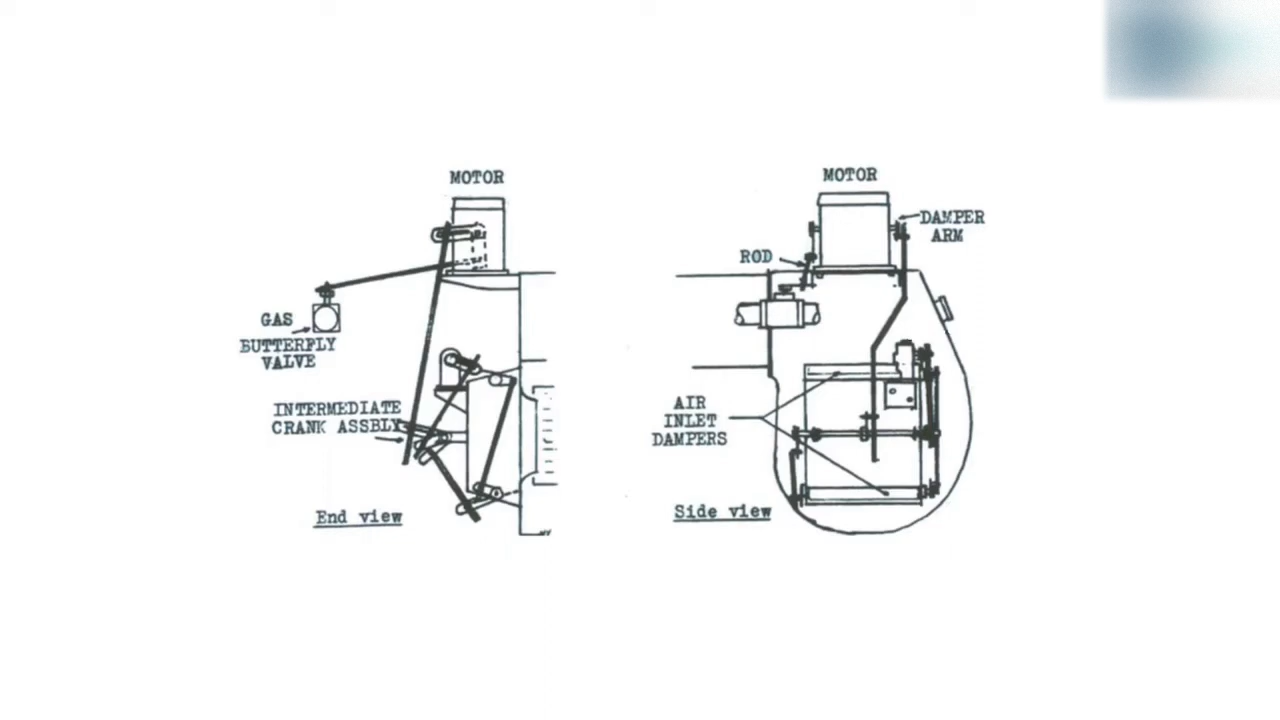 MOTOR
GAS
BUTTERFLY
VALVE
INTERMEDIATE
CRANK ASSBLY
End view
MOTOR
DAMPER
ARM
ROD
AIR
INLET
DAMPERS
Side view